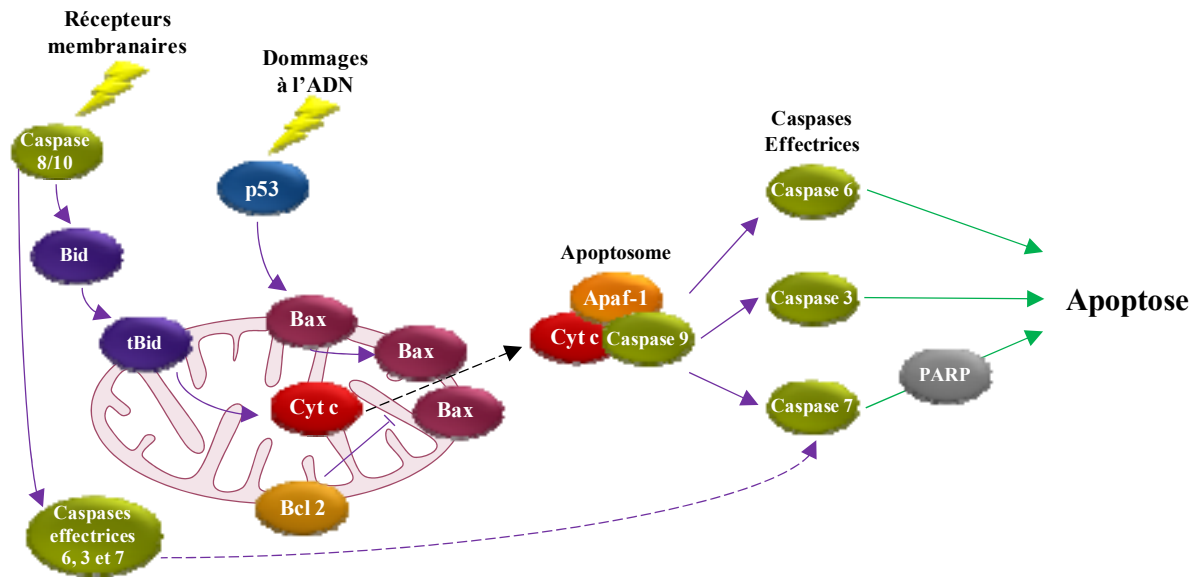 Récepteurs
membranaires
Dommages
à l'ADN
Caspase
8/10
p53
Bid
tBid
Bax
Bax
Bax
Cyt c
Bcl 2
Caspases
effectrices
6, 3 et 7
Apoptosome
Apaf-1
Cyt c
Caspase 9
Caspases
Effectrices
Caspase 6
Caspase 3
Caspase 7
PARP
Apoptose